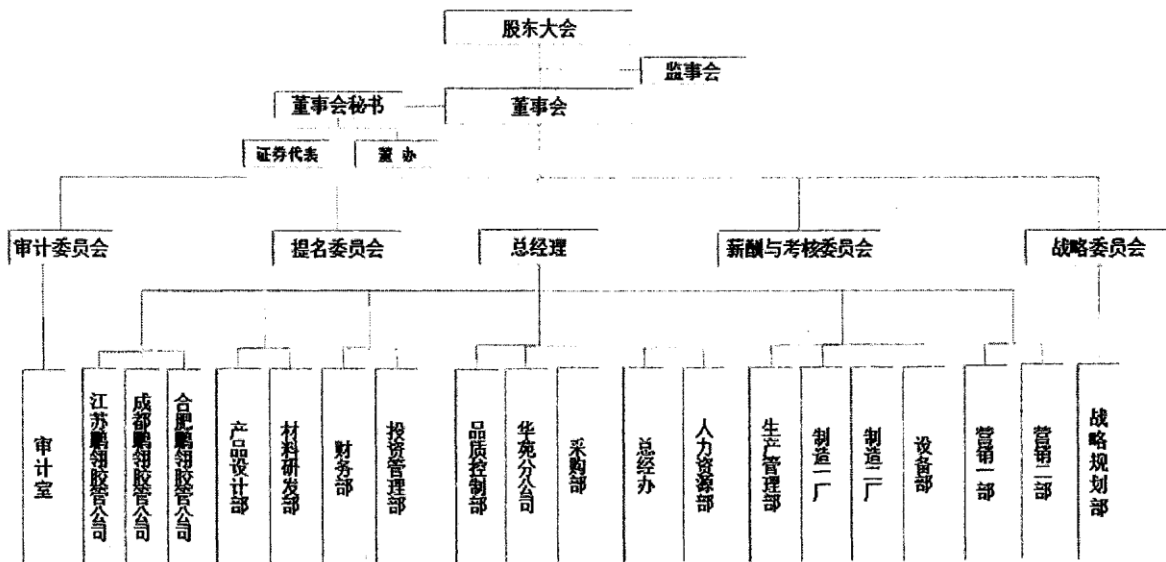 股东大会
监事会
董事会秘书
董事会
证券代表
董 办
审计委员会
提名委员会
总经理
薪酬与考核委员会
战略委员会
审计室
江苏鹏翎胶管公司
成都鹏翎胶管公司
合肥鹏翎胶管公司
产品设计部
材料研发部
财务部
投资管理部
品质控制部
华苑分公司
采购部
总经办
人力资源部
生产管理部
制造一厂
制造二厂
设备部
营销一部
营销二部
战略规划部